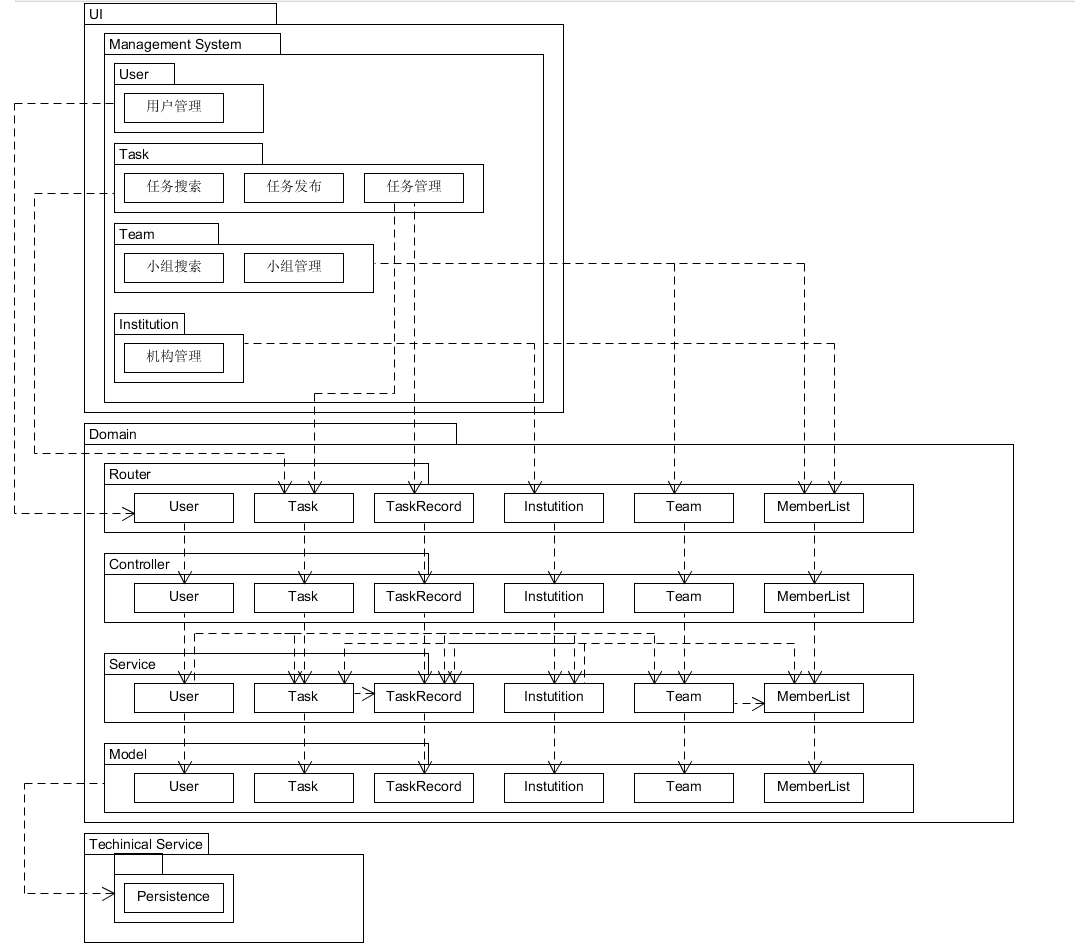 UI
Management System
User
用户管理
Task
任务搜索 任务发布 任务管理
Team
小组搜索 小组管理
Institution
机构管理
Domain
Router
User Task TaskRecord Instutition Team MemberList
Controller
User Task TaskRecord Instutition Team MemberList
Service
User Task TaskRecord Instutition Team MemberList
Model
User Task TaskRecord Instutition Team MemberList
Techinical Service
Persistence